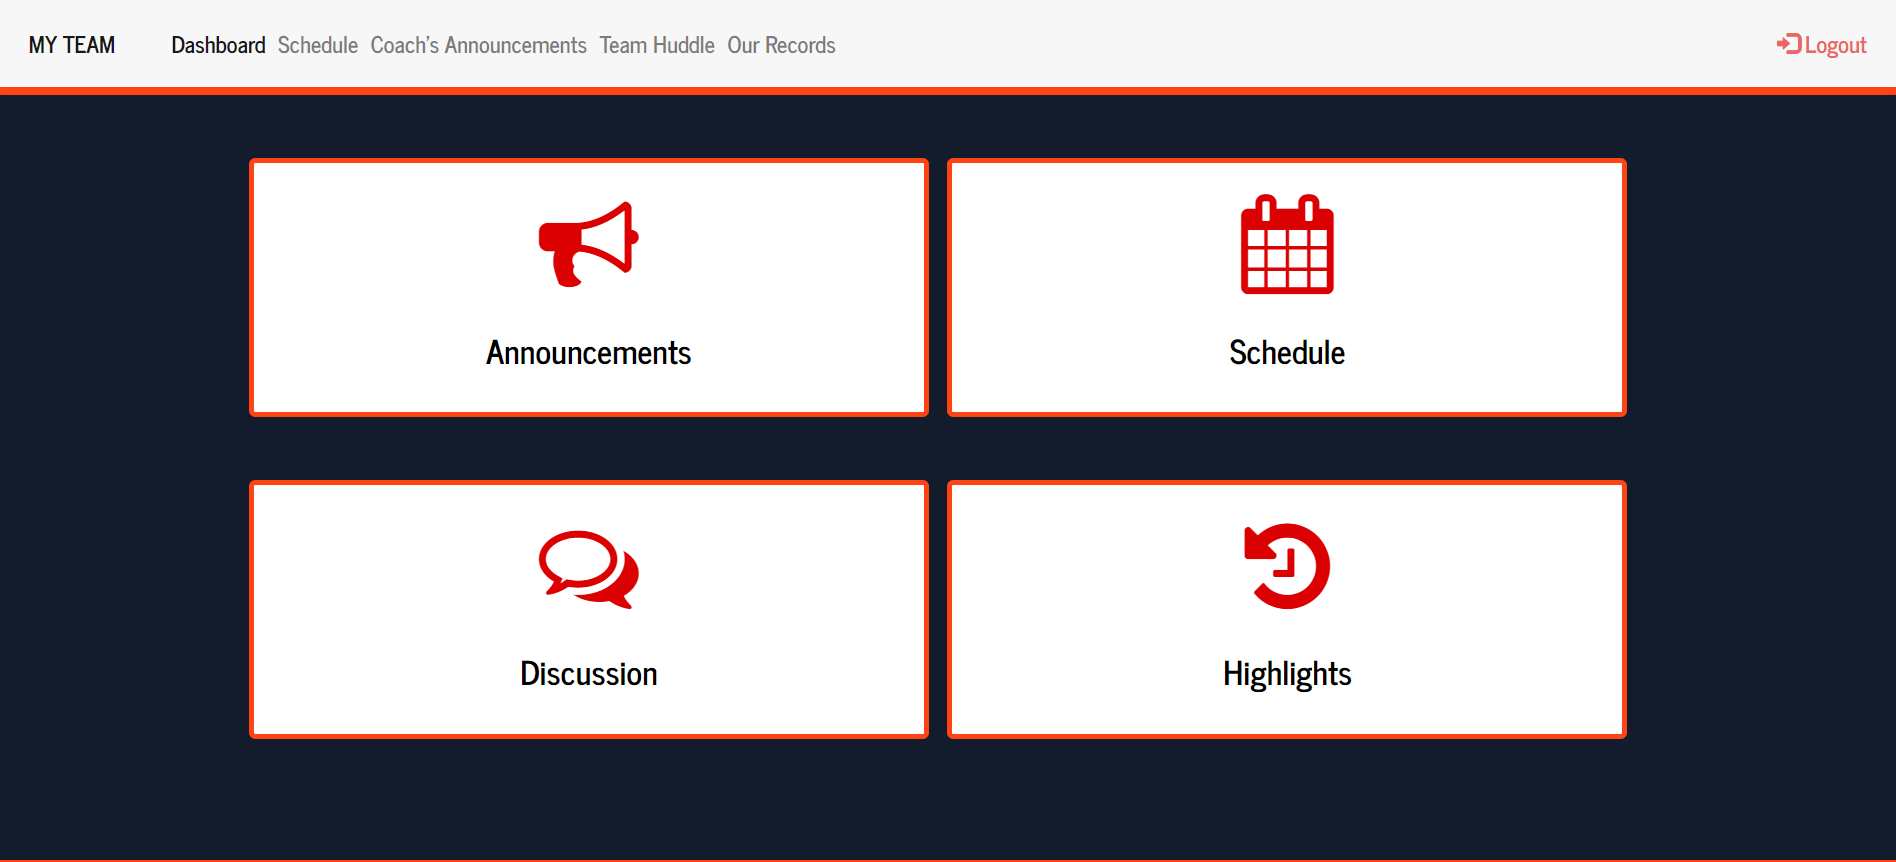 MY TEAM Dashboard Schedule Coach's Announcements Team Huddle Our Records Logout
Announcements Schedule
Discussion Highlights